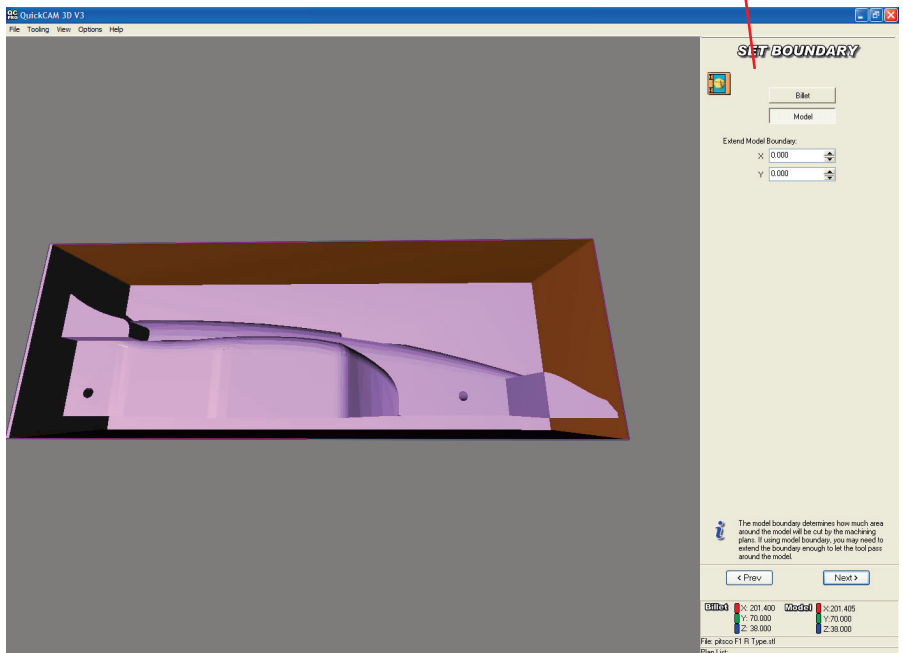 QuickCAM 3D V3
File Tooling View Options Help
SET BOUNDARY
Billet
Model
Extend Model Boundary:
X 0.000
Y 0.000
The model boundary determines how much area
around the model will be cut by the machining
plans. If using model boundary, you may need to
extend the boundary enough to let the tool pass
around the model.
< Prev Next >
Billet X: 201.400 Model X:201.405
Y: 70.000 Y:70.000
Z: 38.000 Z:38.000
File: pitsco F1 R Type.stl
Plan List: